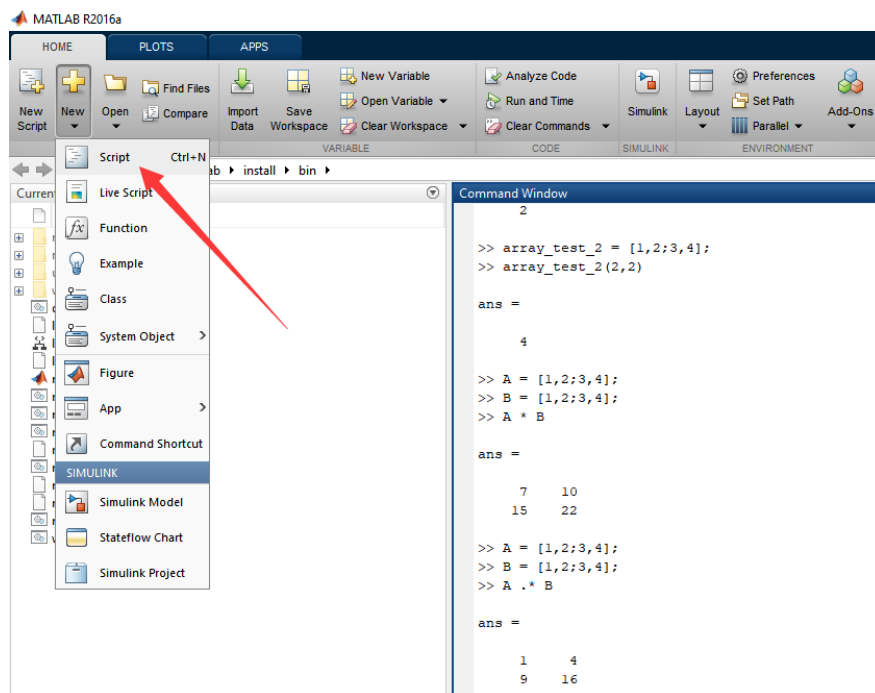 MATLAB R2016a
HOME PLOTS APPS
New Script
New
Open
Find Files
Compare
Import Data
Save Workspace
New Variable
Open Variable
Clear Workspace
Analyze Code
Run and Time
Clear Commands
Simulink
Layout
Preferences
Set Path
Parallel
Add-Ons
VARIABLE CODE SIMULINK ENVIRONMENT
ab install bin
Script Ctrl+N
Live Script
Function
Example
Class
System Object
Figure
App
Command Shortcut
SIMULINK
Simulink Model
Stateflow Chart
Simulink Project
Command Window
2
>> array_test_2 = [1,2;3,4];
>> array_test_2(2,2)
ans =
4
>> A = [1,2;3,4];
>> B = [1,2;3,4];
>> A * B
ans =
7 10
15 22
>> A = [1,2;3,4];
>> B = [1,2;3,4];
>> A .* B
ans =
1 4
9 16